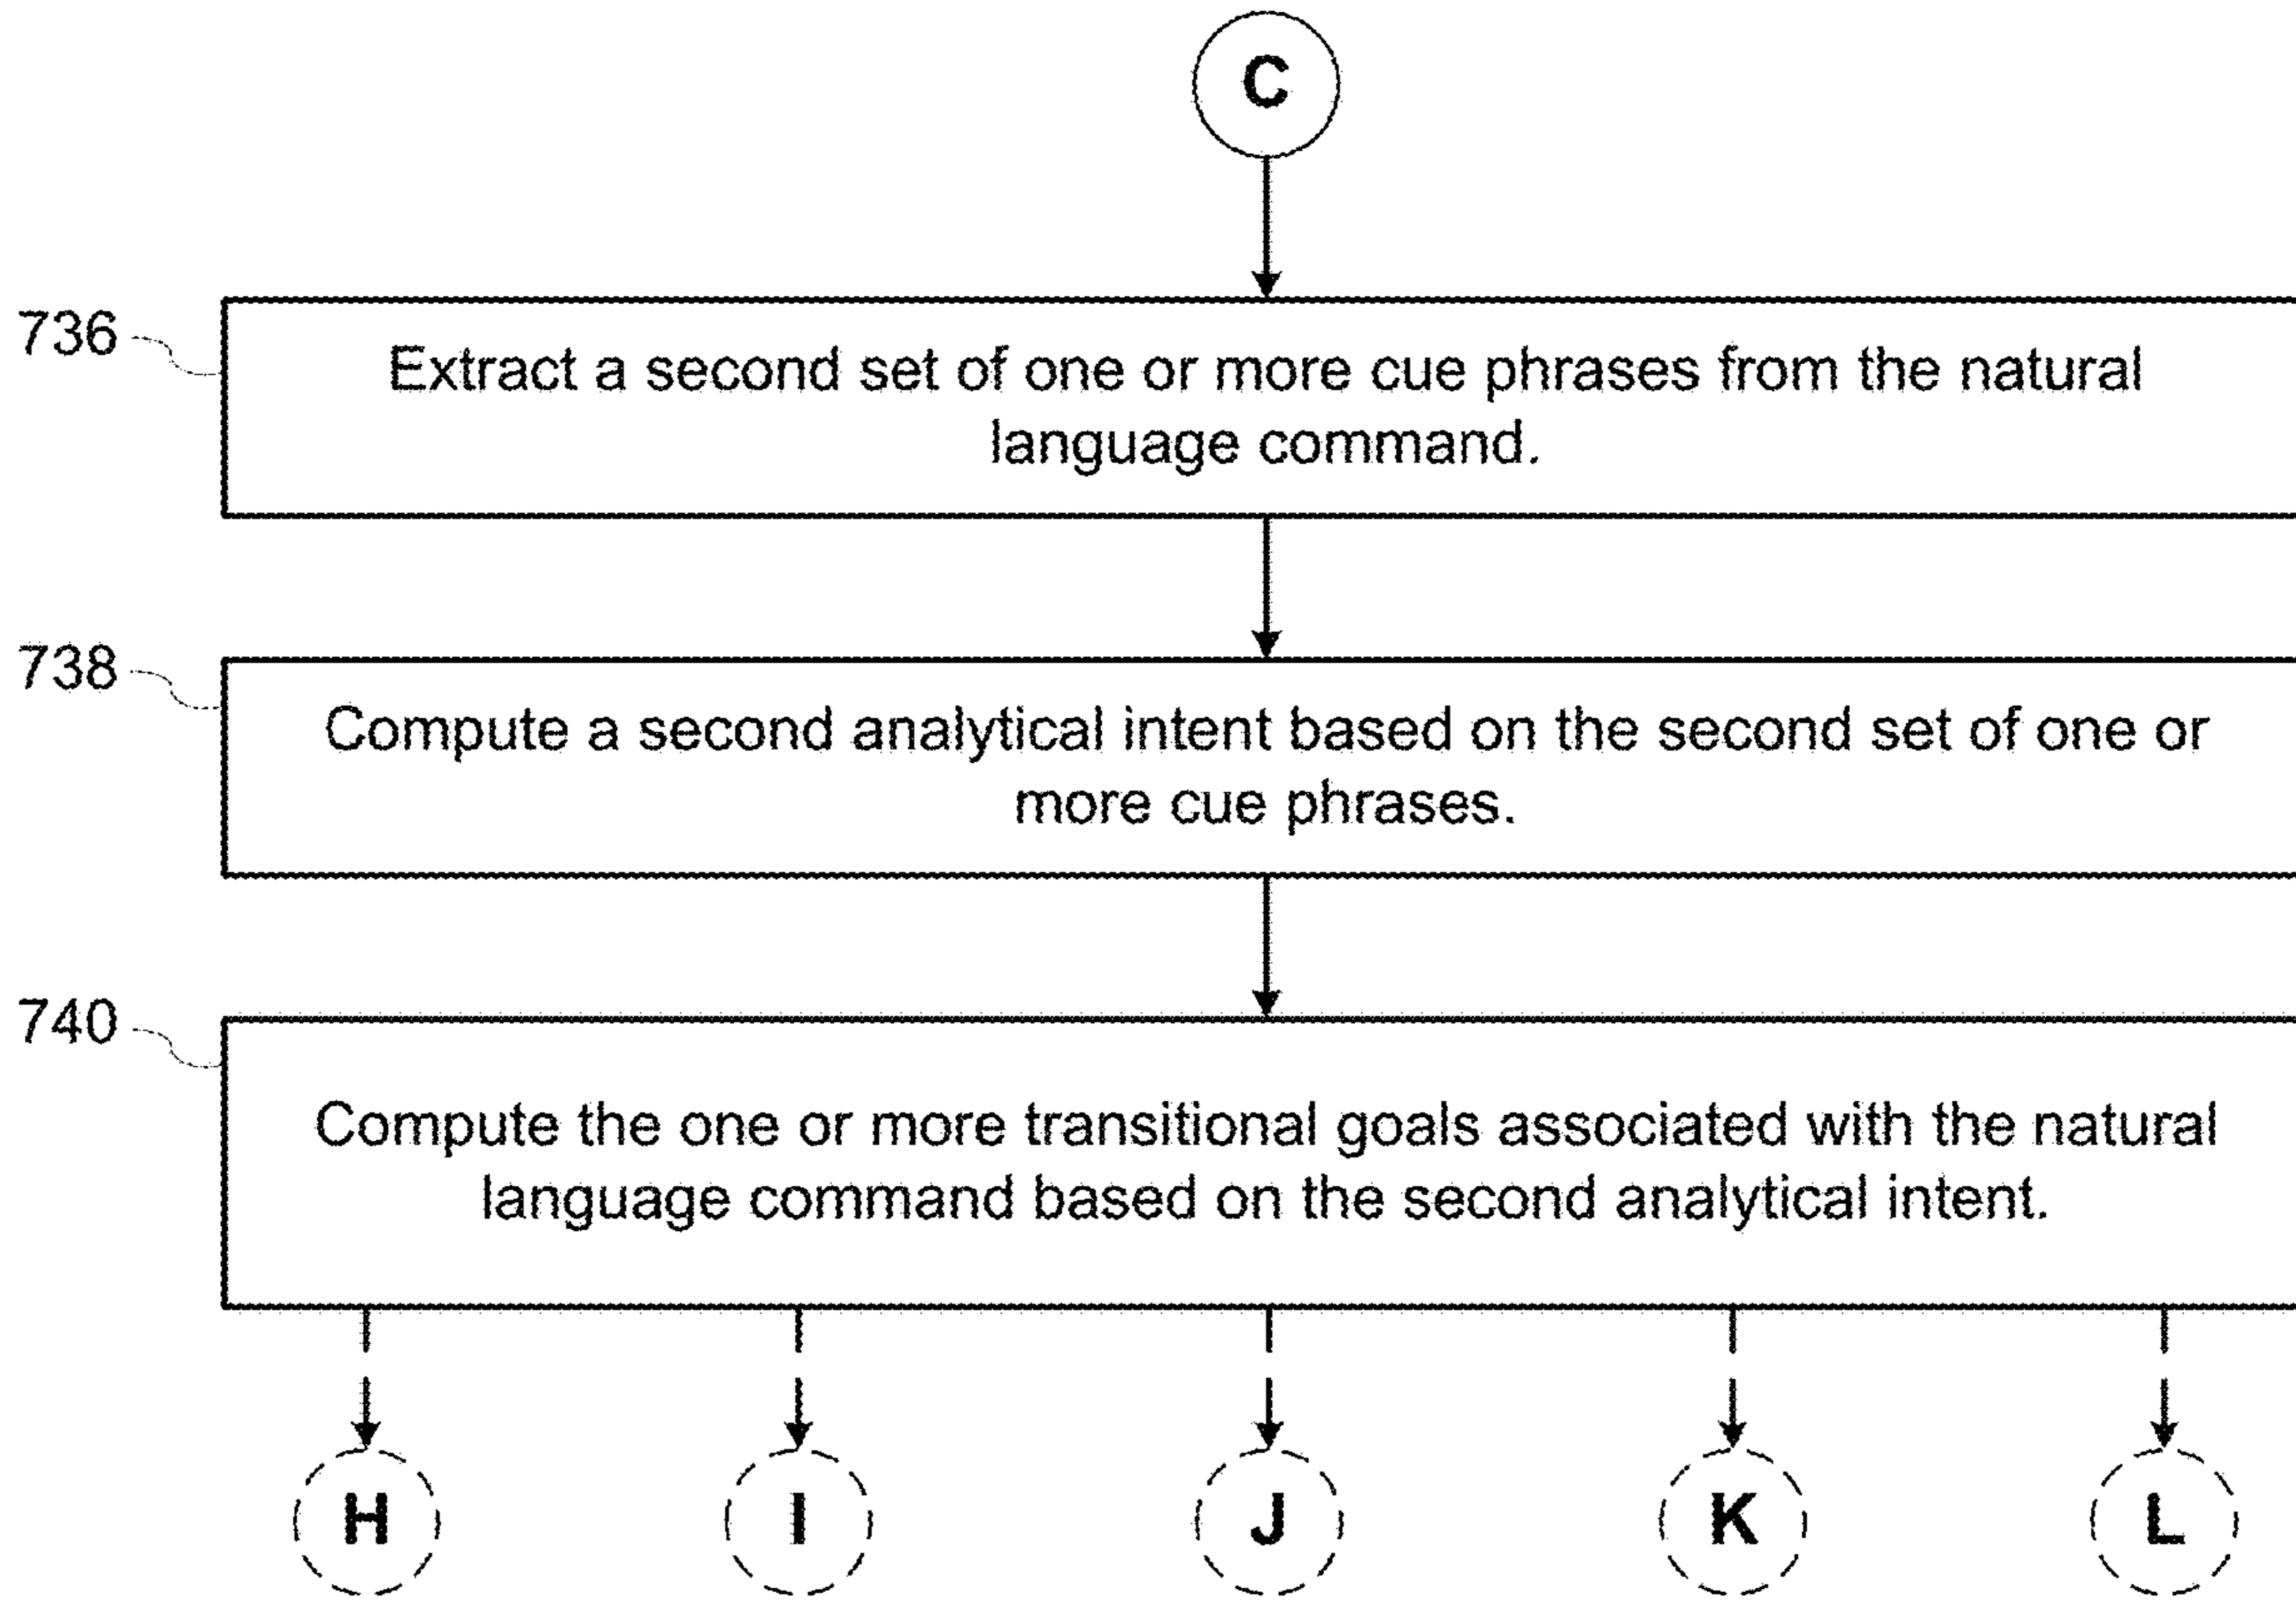 C
736
Extract a second set of one or more cue phrases from the natural
language command.
738
Compute a second analytical intent based on the second set of one or
more cue phrases.
740
Compute the one or more transitional goals associated with the natural
language command based on the second analytical intent.
H I J K L